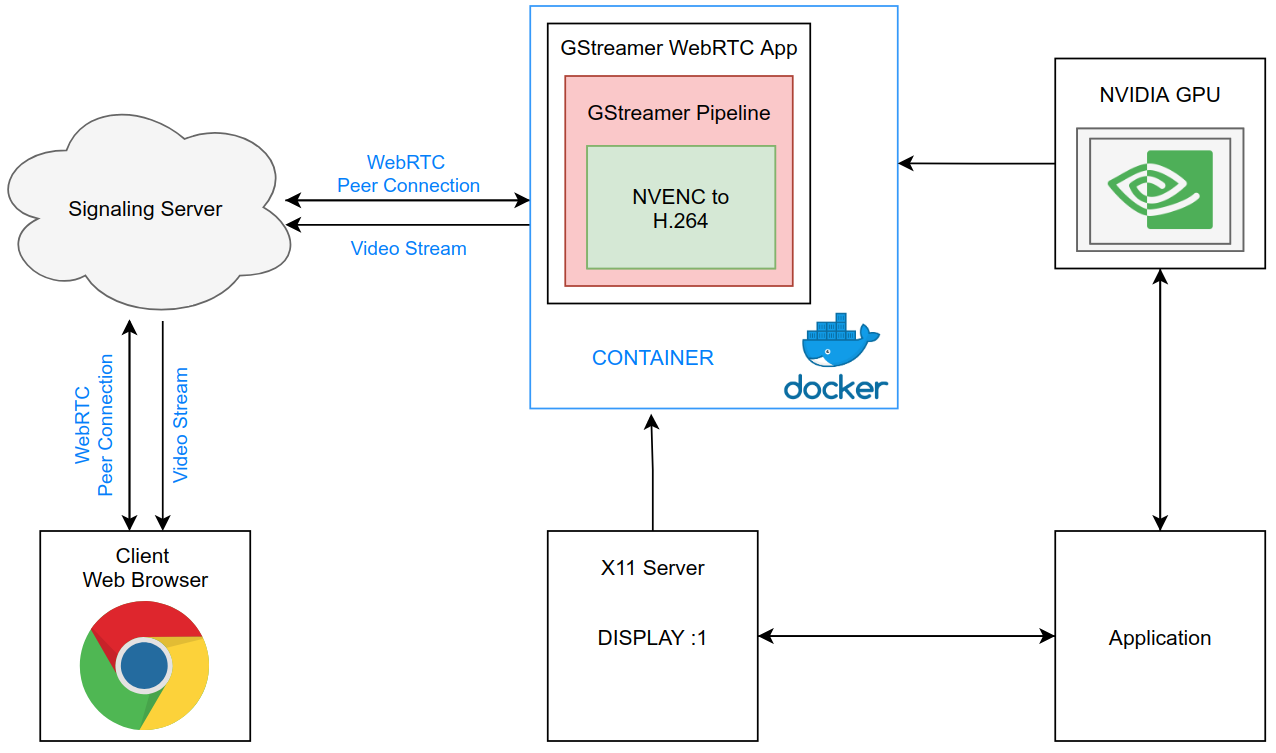 GStreamer WebRTC App
GStreamer Pipeline
NVENC to
H.264
CONTAINER
docker
NVIDIA GPU
Signaling Server
WebRTC
Peer Connection
Video Stream
WebRTC
Peer Connection
Video Stream
Client
Web Browser
X11 Server
DISPLAY :1
Application